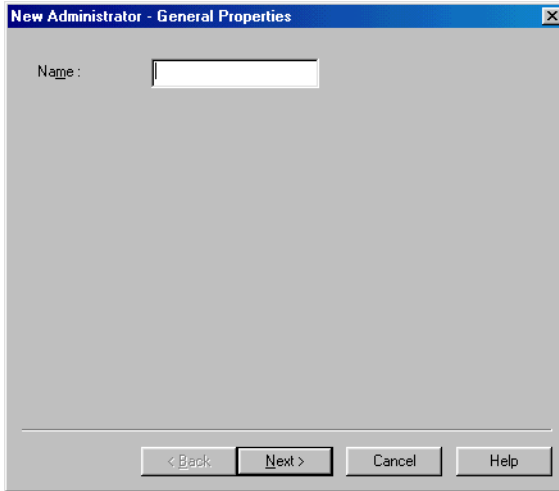 New Administrator - General Properties
Name :
< Back Next > Cancel Help